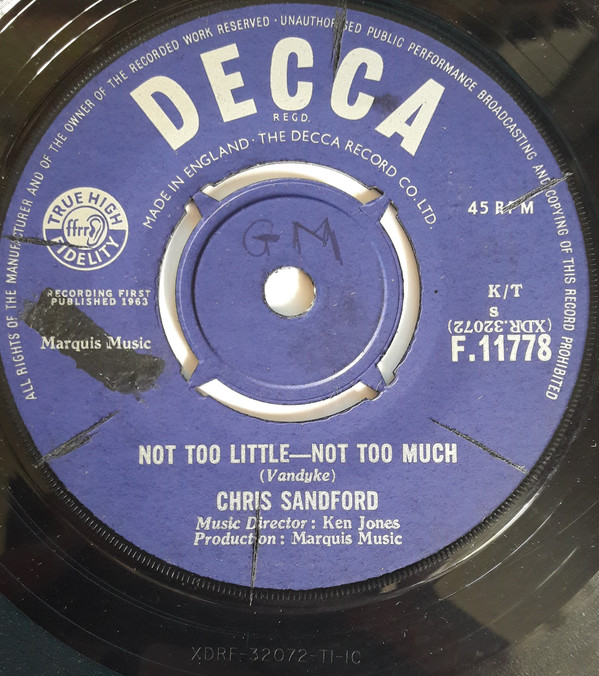 ALL RIGHTS OF THE MANUFACTURER AND OF THE OWNER OF THE RECORDED WORK RESERVED · UNAUTHORISED PUBLIC PERFORMANCE BROADCASTING AND COPYING OF THIS RECORD PROHIBITED
DECCA
REGD.
MADE IN ENGLAND · THE DECCA RECORD CO. LTD.
TRUE HIGH
ffrr
FIDELITY
45 RPM
GM
RECORDING FIRST
PUBLISHED 1963
Marquis Music
K/T
S
(XDR.32072)
F.11778
NOT TOO LITTLE—NOT TOO MUCH
(Vandyke)
CHRIS SANDFORD
Music Director : Ken Jones
Production : Marquis Music
XDRF-32072-T1-1C